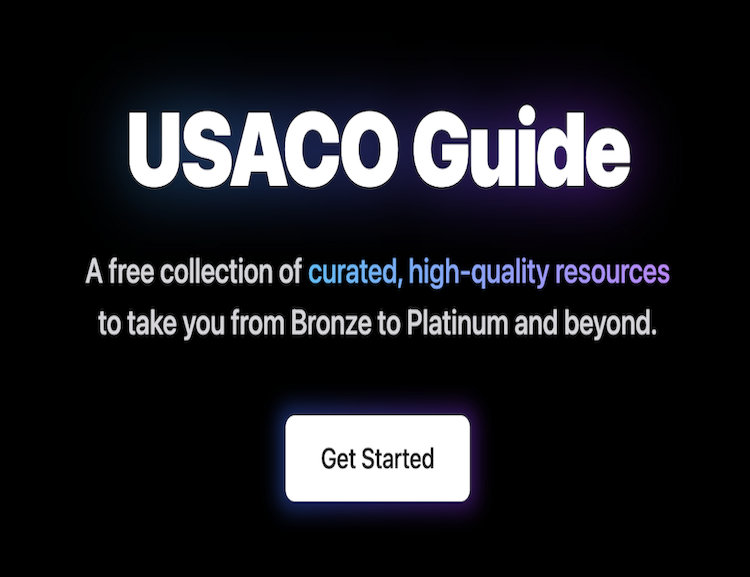 USACO Guide
A free collection of curated, high-quality resources
to take you from Bronze to Platinum and beyond.
Get Started